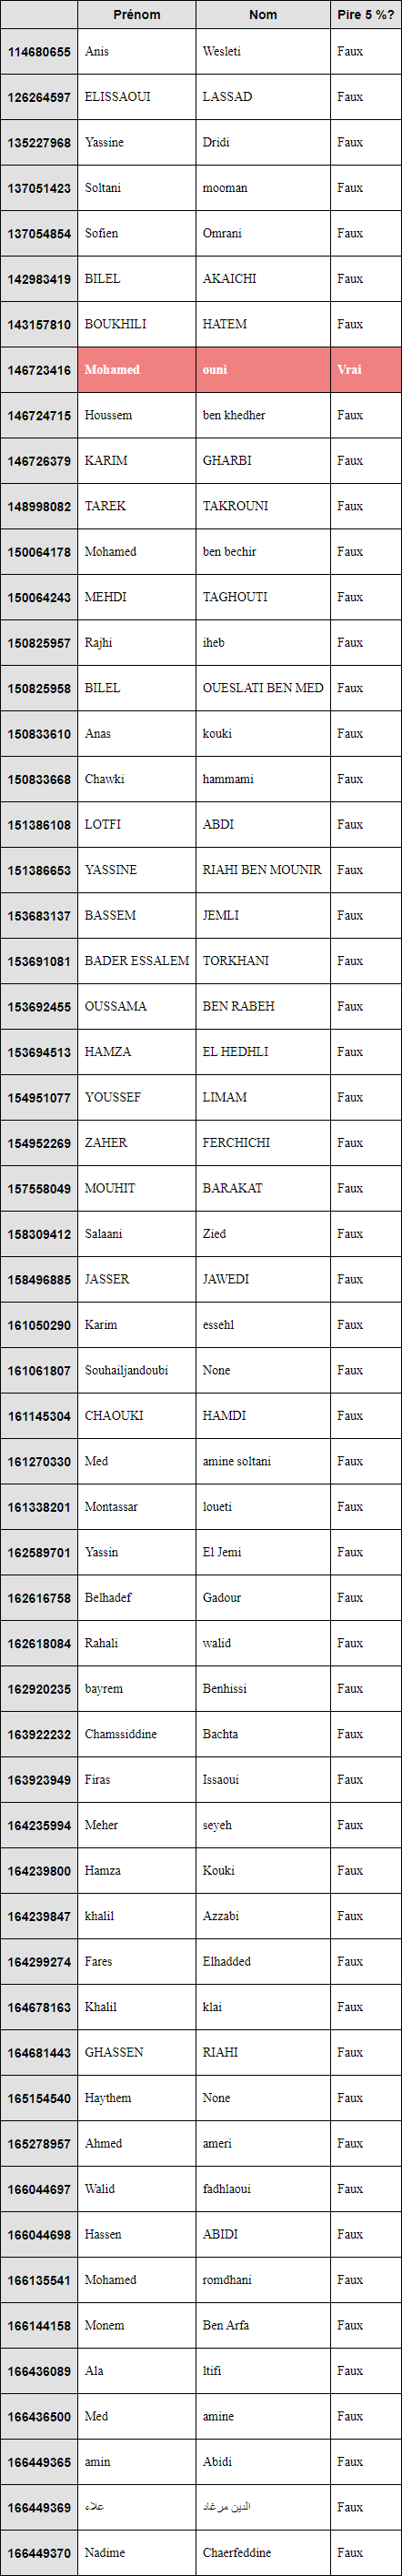 Prénom Nom Pire 5 %?
114680655 Anis Wesleti Faux
126264597 ELISSAOUI LASSAD Faux
135227968 Yassine Dridi Faux
137051423 Soltani mooman Faux
137054854 Sofien Omrani Faux
142983419 BILEL AKAICHI Faux
143157810 BOUKHILI HATEM Faux
146723416 Mohamed ouni Vrai
146724715 Houssem ben khedher Faux
146726379 KARIM GHARBI Faux
148998082 TAREK TAKROUNI Faux
150064178 Mohamed ben bechir Faux
150064243 MEHDI TAGHOUTI Faux
150825957 Rajhi iheb Faux
150825958 BILEL OUESLATI BEN MED Faux
150833610 Anas kouki Faux
150833668 Chawki hammami Faux
151386108 LOTFI ABDI Faux
151386653 YASSINE RIAHI BEN MOUNIR Faux
153683137 BASSEM JEMLI Faux
153691081 BADER ESSALEM TORKHANI Faux
153692455 OUSSAMA BEN RABEH Faux
153694513 HAMZA EL HEDHLI Faux
154951077 YOUSSEF LIMAM Faux
154952269 ZAHER FERCHICHI Faux
157558049 MOUHIT BARAKAT Faux
158309412 Salaani Zied Faux
158496885 JASSER JAWEDI Faux
161050290 Karim essehl Faux
161061807 Souhailjandoubi None Faux
161145304 CHAOUKI HAMDI Faux
161270330 Med amine soltani Faux
161338201 Montassar loueti Faux
162589701 Yassin El Jemi Faux
162616758 Belhadef Gadour Faux
162618084 Rahali walid Faux
162920235 bayrem Benhissi Faux
163922232 Chamssiddine Bachta Faux
163923949 Firas Issaoui Faux
164235994 Meher seyeh Faux
164239800 Hamza Kouki Faux
164239847 khalil Azzabi Faux
164299274 Fares Elhadded Faux
164678163 Khalil klai Faux
164681443 GHASSEN RIAHI Faux
165154540 Haythem None Faux
165278957 Ahmed ameri Faux
166044697 Walid fadhlaoui Faux
166044698 Hassen ABIDI Faux
166135541 Mohamed romdhani Faux
166144158 Monem Ben Arfa Faux
166436089 Ala ltifi Faux
166436500 Med amine Faux
166449365 amin Abidi Faux
166449369 علاء الدين مرغاد Faux
166449370 Nadime Chaerfeddine Faux